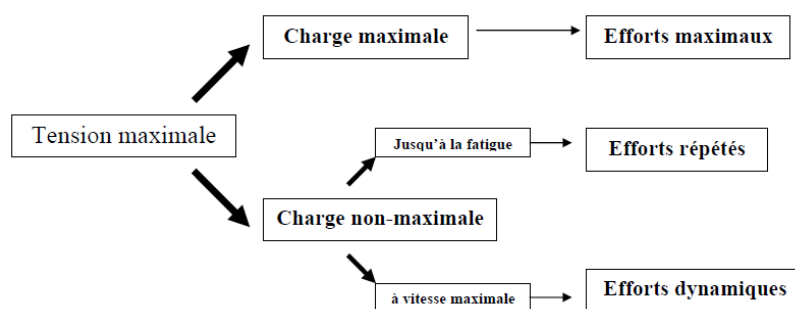 Charge maximale
Efforts maximaux
Tension maximale
Jusqu'à la fatigue
Efforts répétés
Charge non-maximale
à vitesse maximale
Efforts dynamiques